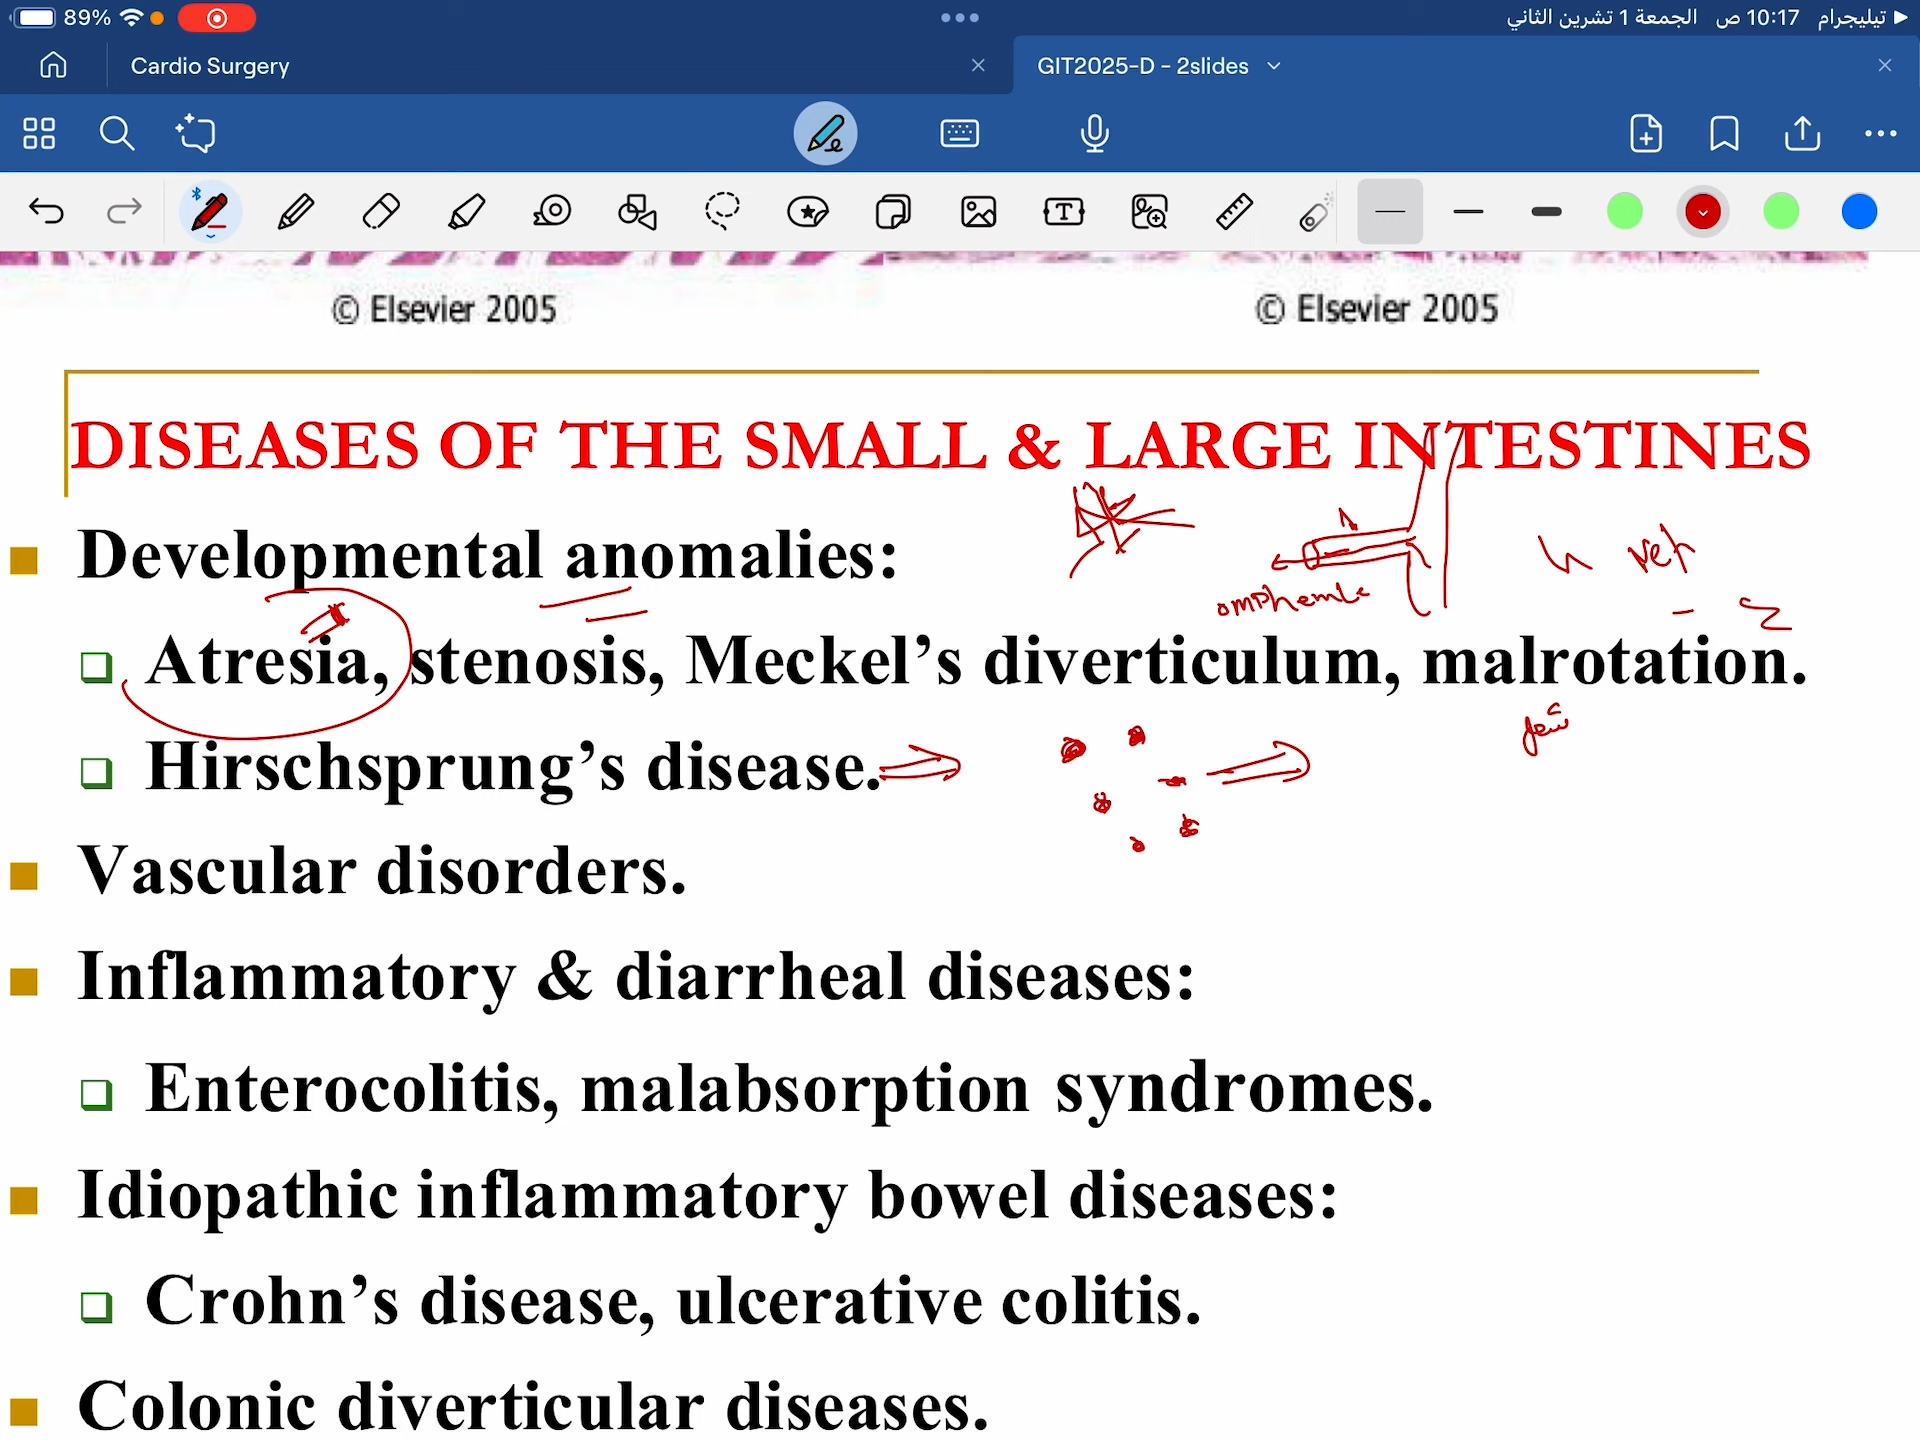 89%
الجمعة 1 تشرين الثاني 10:17 ص تيليجرام
Cardio Surgery
GIT2025-D - 2slides
© Elsevier 2005 © Elsevier 2005
DISEASES OF THE SMALL & LARGE INTESTINES
Developmental anomalies:
Atresia, stenosis, Meckel’s diverticulum, malrotation.
Hirschsprung’s disease.
Vascular disorders.
Inflammatory & diarrheal diseases:
Enterocolitis, malabsorption syndromes.
Idiopathic inflammatory bowel diseases:
Crohn’s disease, ulcerative colitis.
Colonic diverticular diseases.